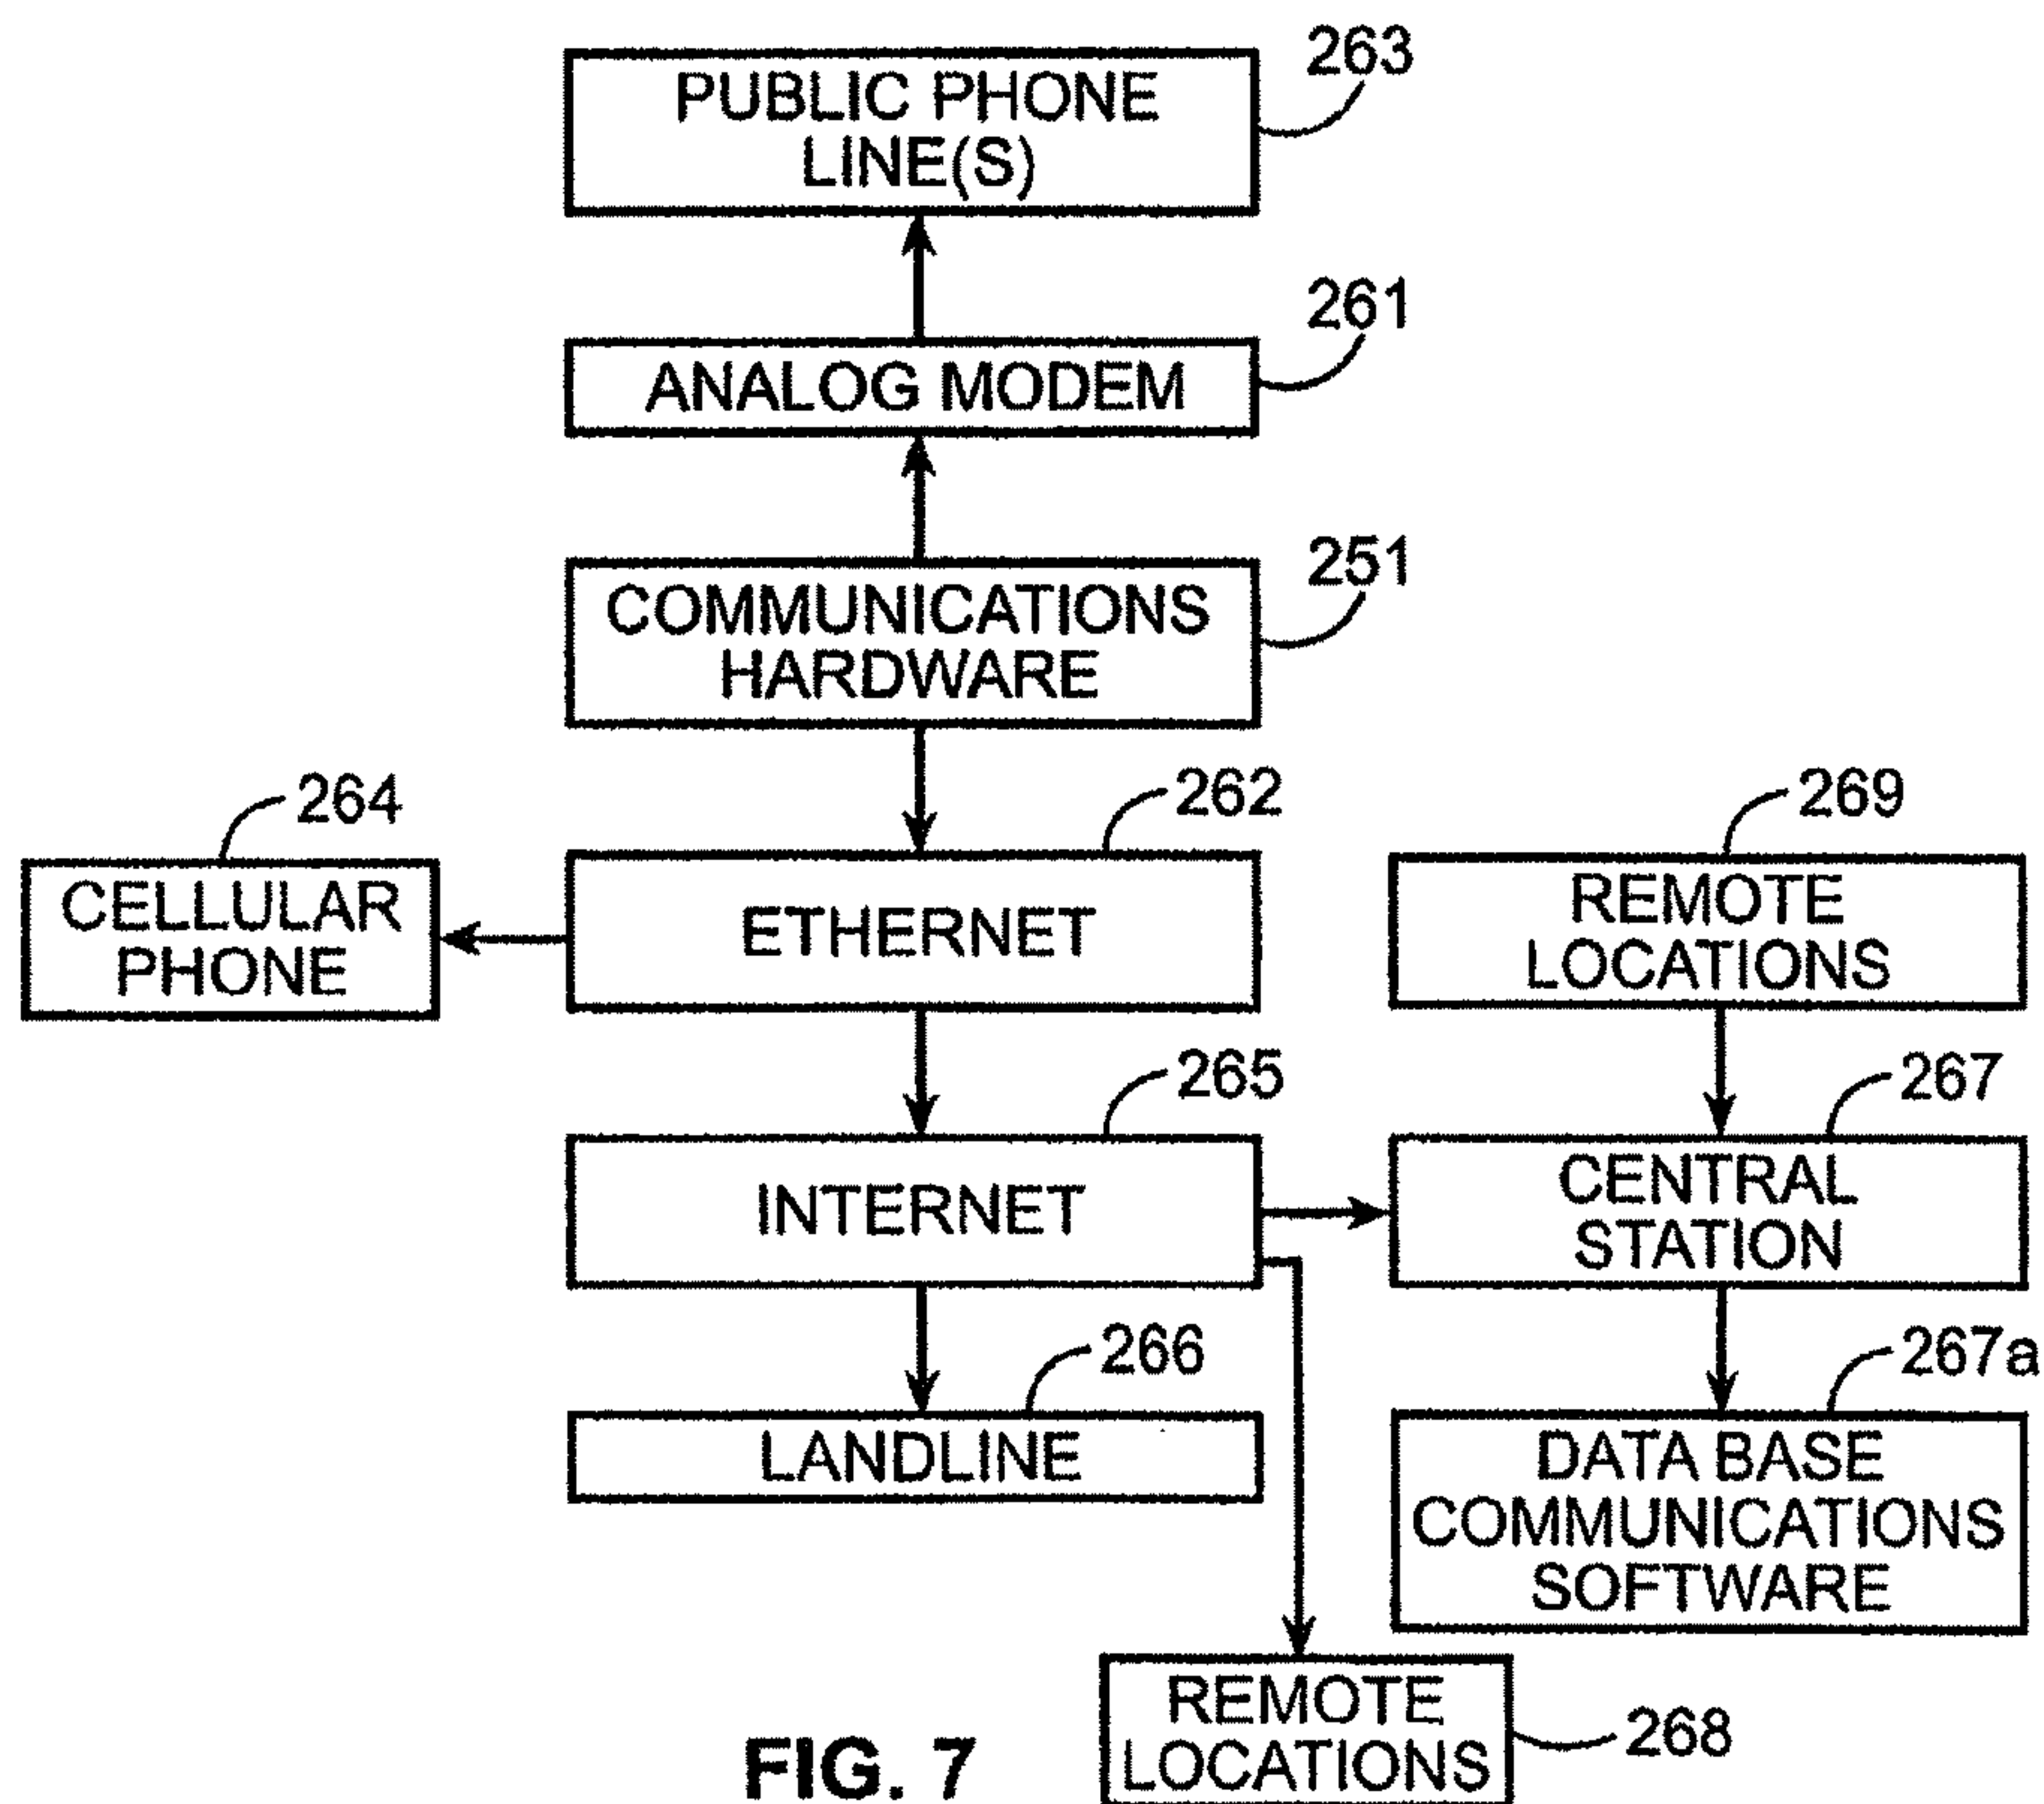 263
PUBLIC PHONE
LINE(S)
261
ANALOG MODEM
251
COMMUNICATIONS
HARDWARE
264
262
269
CELLULAR
PHONE
ETHERNET
REMOTE
LOCATIONS
265
267
INTERNET
CENTRAL
STATION
266
267a
LANDLINE
DATA BASE
COMMUNICATIONS
SOFTWARE
REMOTE
LOCATIONS
268
FIG. 7